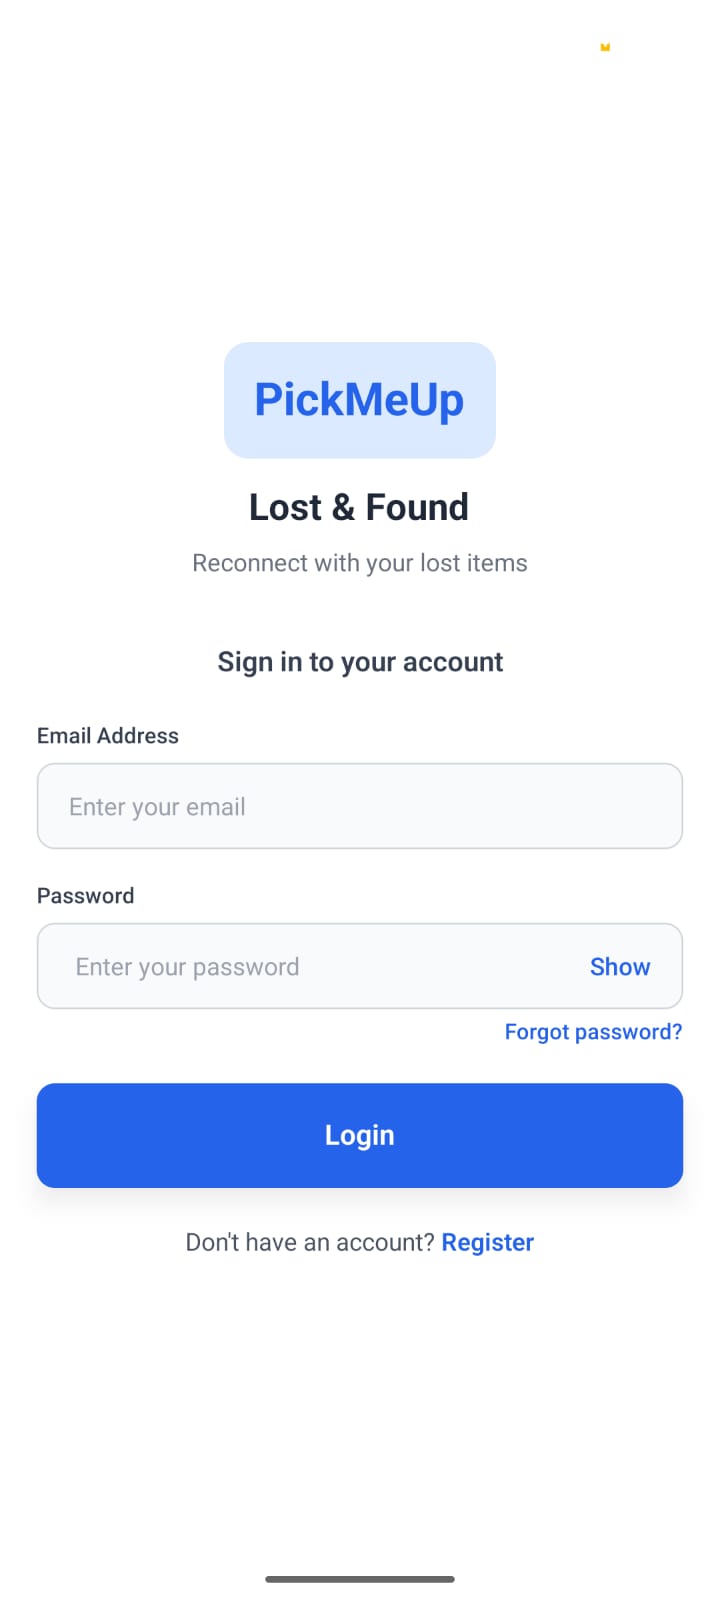 PickMeUp
Lost & Found
Reconnect with your lost items
Sign in to your account
Email Address
Enter your email
Password
Enter your password Show
Forgot password?
Login
Don't have an account? Register